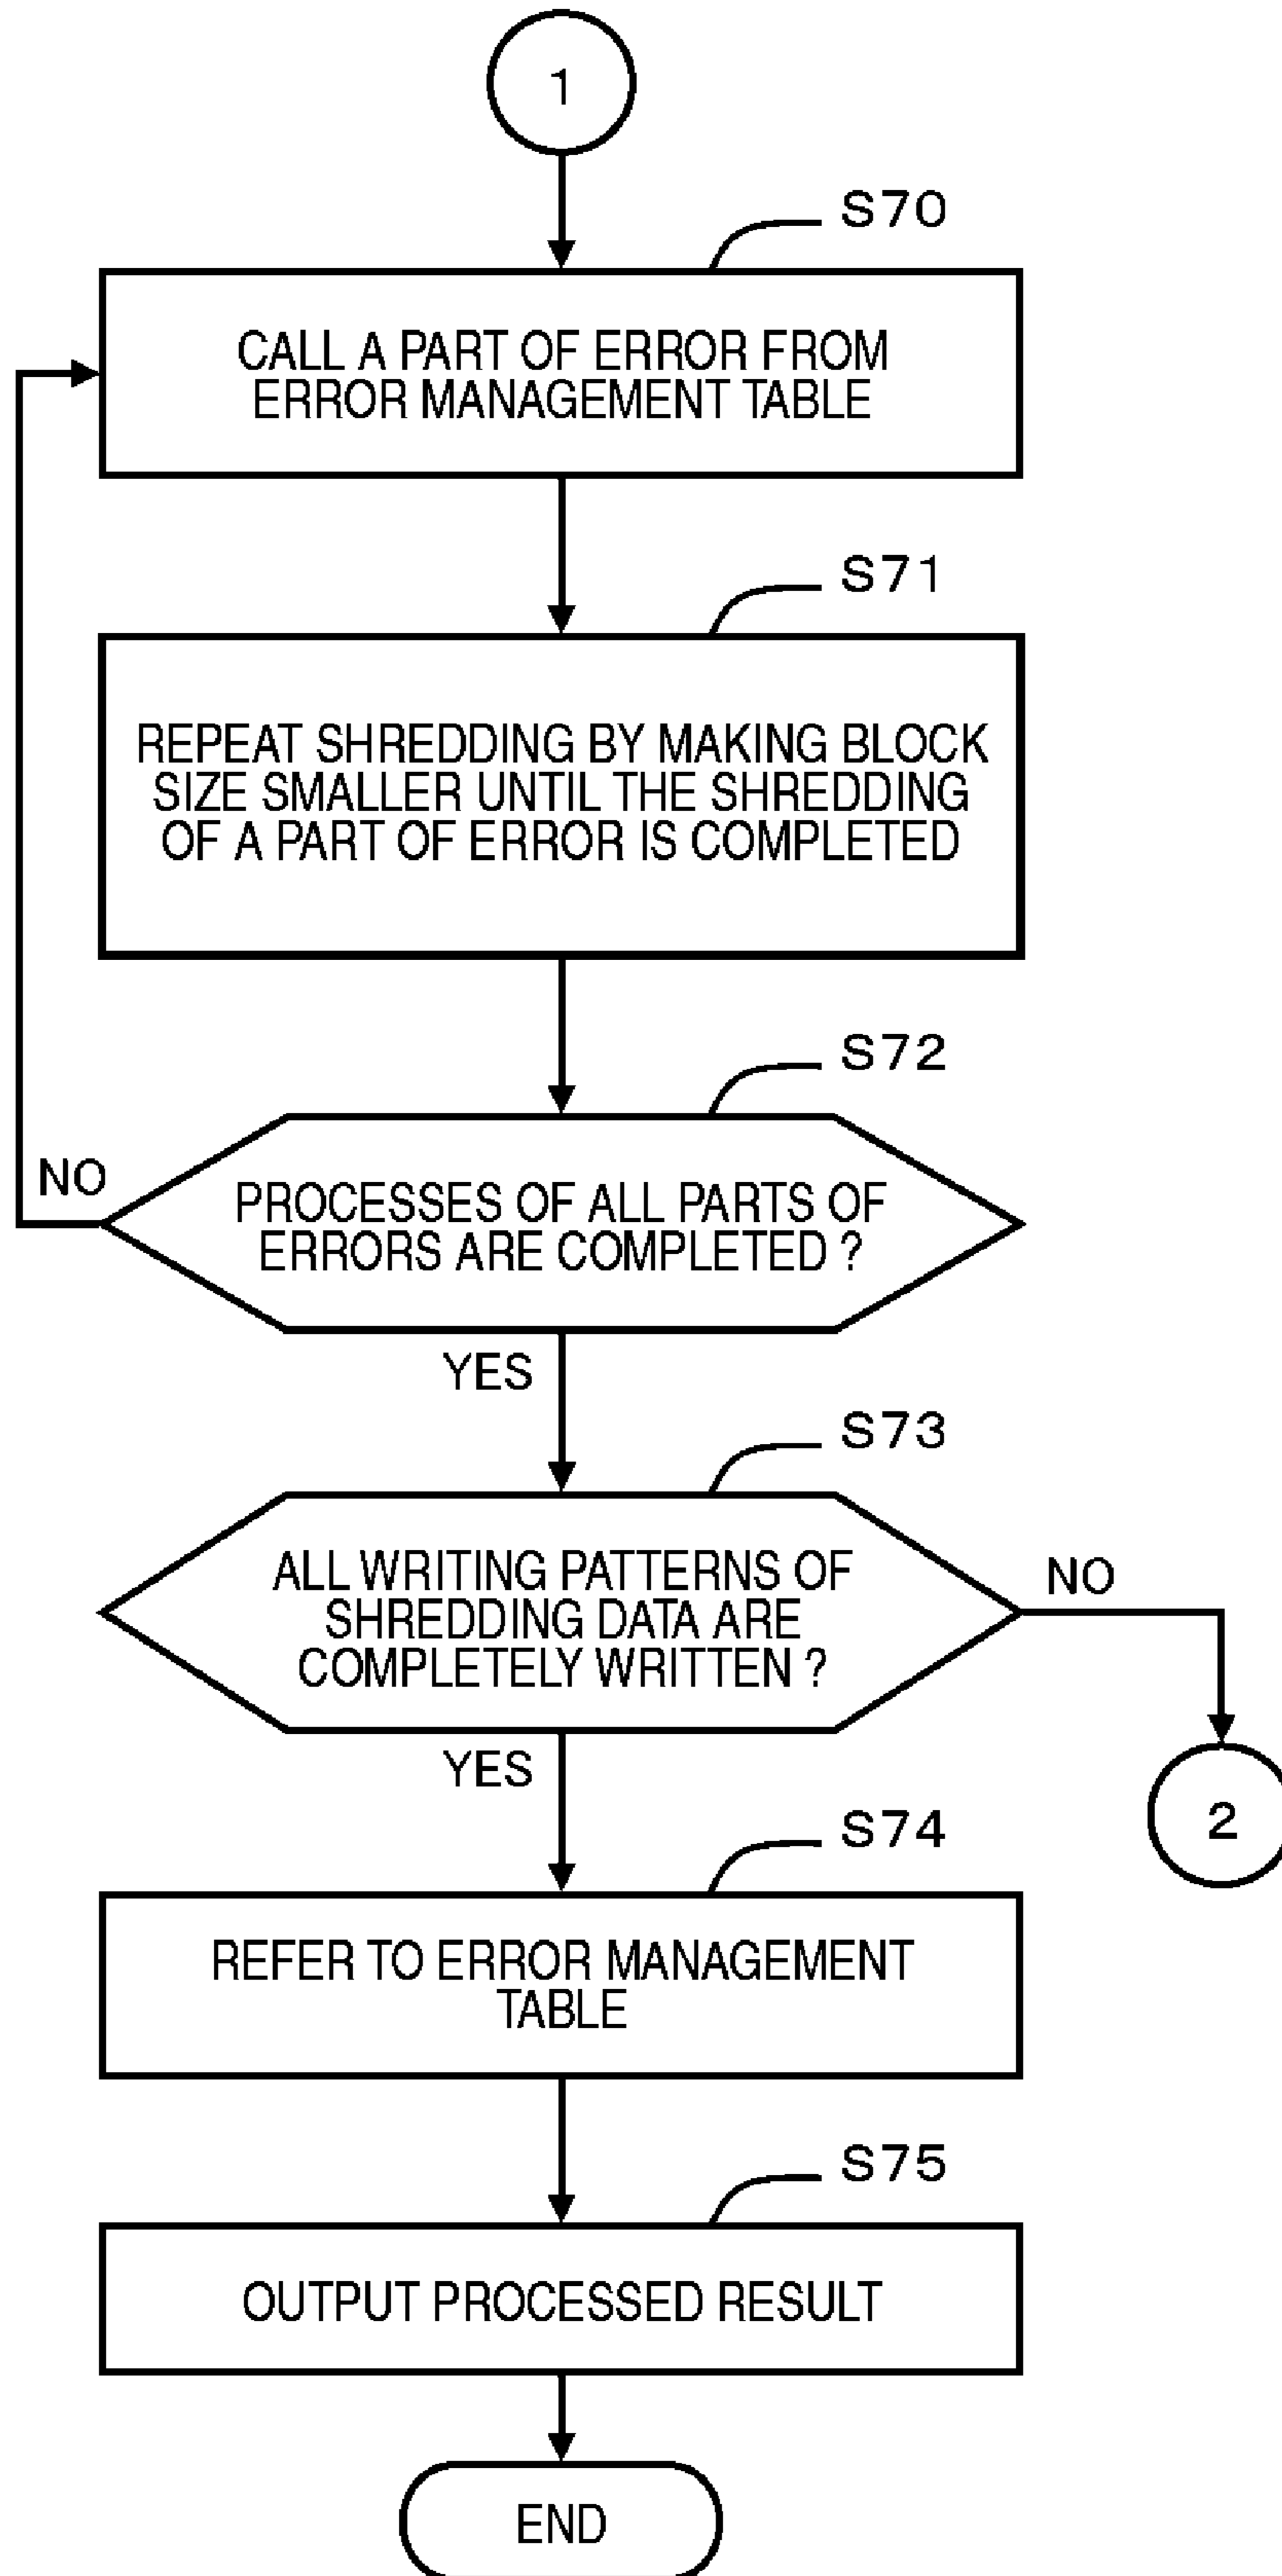 1
S70
CALL A PART OF ERROR FROM
ERROR MANAGEMENT TABLE
S71
REPEAT SHREDDING BY MAKING BLOCK
SIZE SMALLER UNTIL THE SHREDDING
OF A PART OF ERROR IS COMPLETED
S72
NO
PROCESSES OF ALL PARTS OF
ERRORS ARE COMPLETED ?
YES
S73
ALL WRITING PATTERNS OF
SHREDDING DATA ARE
COMPLETELY WRITTEN ?
NO
YES
2
S74
REFER TO ERROR MANAGEMENT
TABLE
S75
OUTPUT PROCESSED RESULT
END